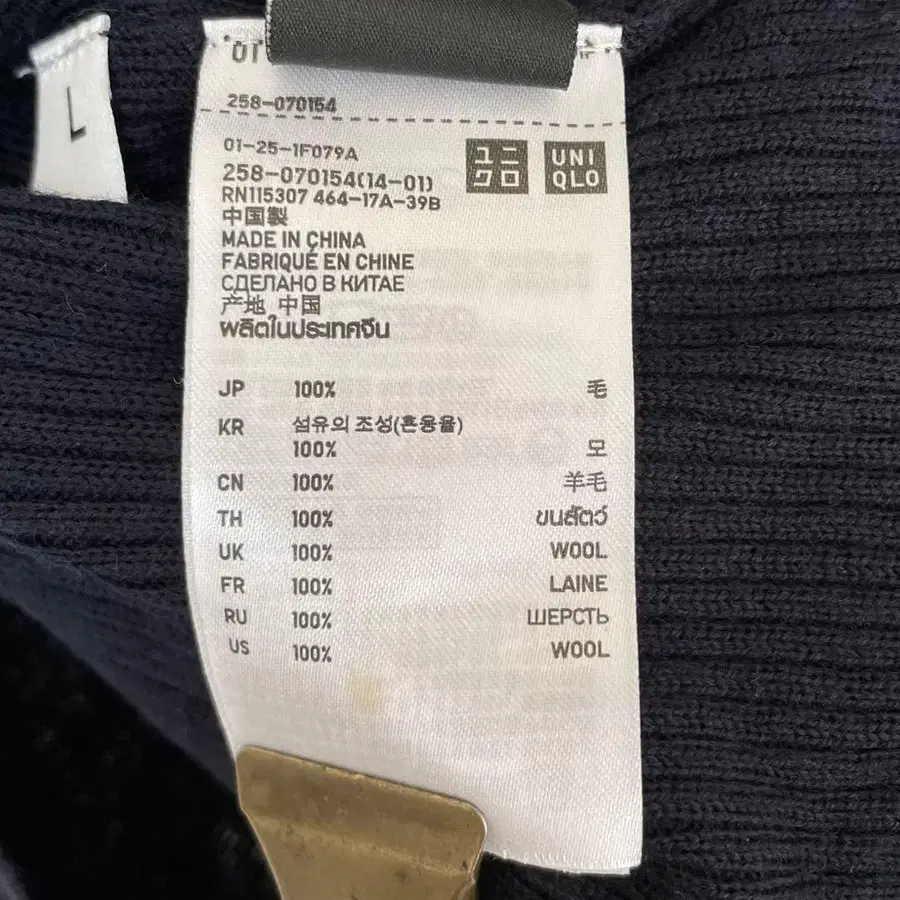 L
01
258-070154
01-25-1F079A
ユニクロ
UNIQLO
258-070154(14-01)
RN115307 464-17A-39B
中国製
MADE IN CHINA
FABRIQUÉ EN CHINE
СДЕЛАНО В КИТАЕ
产地 中国
ผลิตในประเทศจีน
JP 100% 毛
KR 섬유의 조성(혼용율)
100% 모
CN 100% 羊毛
TH 100% ขนสัตว์
UK 100% WOOL
FR 100% LAINE
RU 100% ШЕРСТЬ
US 100% WOOL